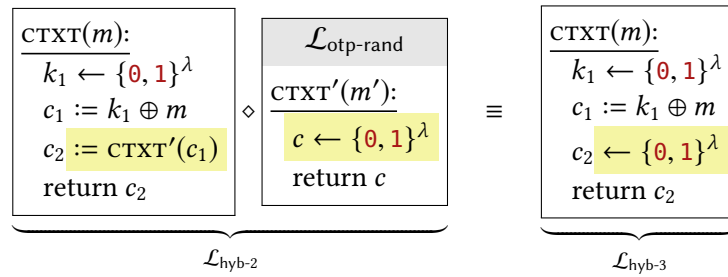 CTXT(m):
k₁ ← {0, 1}^λ
c₁ := k₁ ⊕ m
c₂ := CTXT′(c₁)
return c₂
⋄
𝓛otp-rand
CTXT′(m′):
c ← {0, 1}^λ
return c
𝓛hyb-2
≡
CTXT(m):
k₁ ← {0, 1}^λ
c₁ := k₁ ⊕ m
c₂ ← {0, 1}^λ
return c₂
𝓛hyb-3